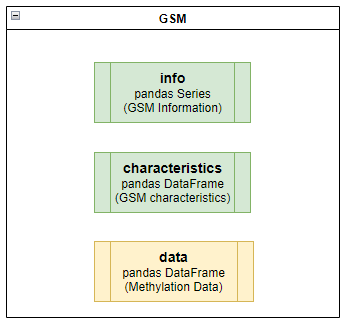 GSM
info
pandas Series
(GSM Information)
characteristics
pandas DataFrame
(GSM characteristics)
data
pandas DataFrame
(Methylation Data)